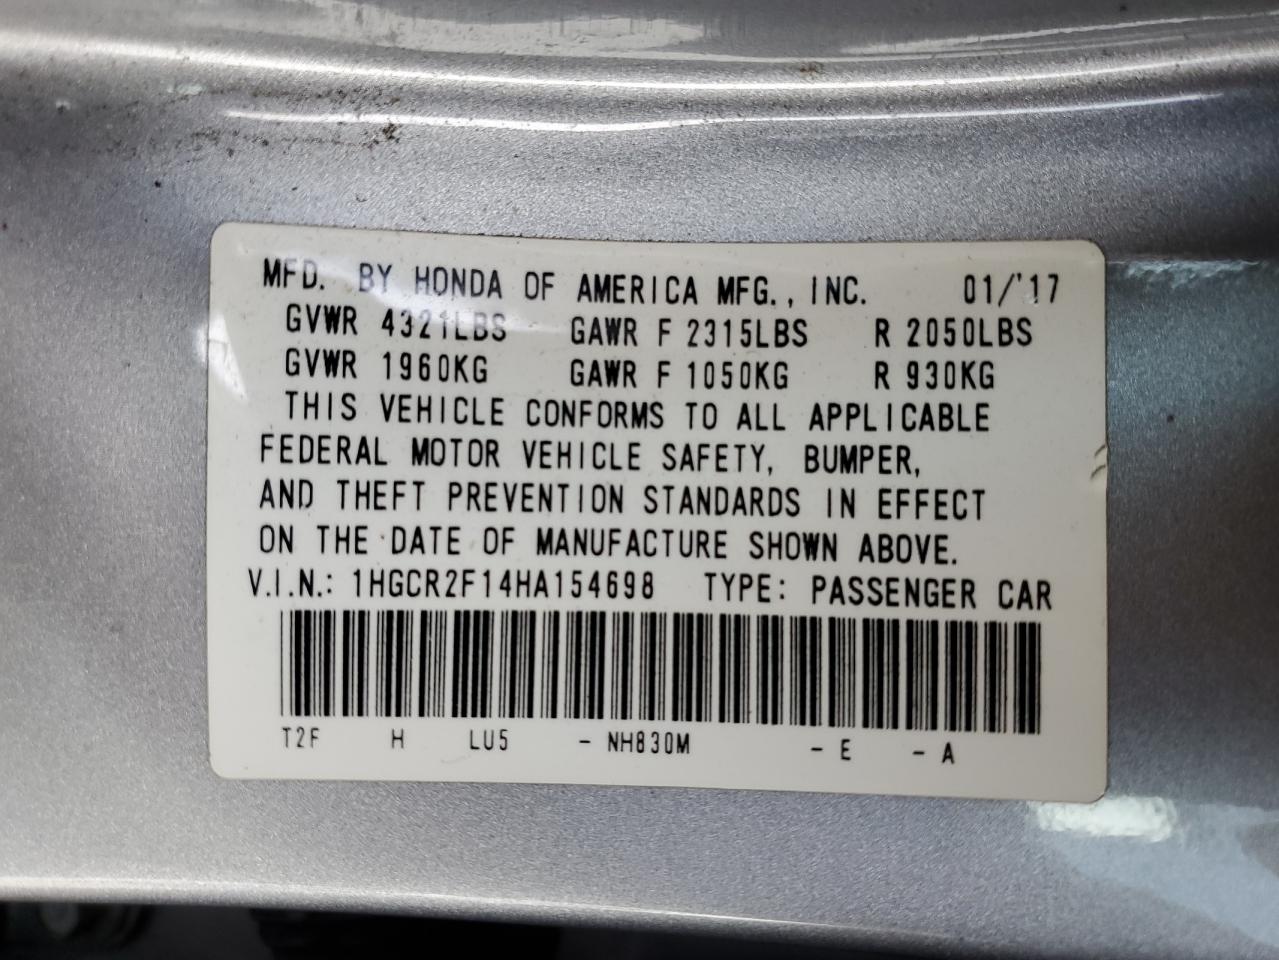 MFD. BY HONDA OF AMERICA MFG., INC. 01/'17
GVWR 4321LBS GAWR F 2315LBS R 2050LBS
GVWR 1960KG GAWR F 1050KG R 930KG
THIS VEHICLE CONFORMS TO ALL APPLICABLE
FEDERAL MOTOR VEHICLE SAFETY, BUMPER,
AND THEFT PREVENTION STANDARDS IN EFFECT
ON THE DATE OF MANUFACTURE SHOWN ABOVE.
V.I.N.: 1HGCR2F14HA154698 TYPE: PASSENGER CAR
T2F H LU5 - NH830M - E - A